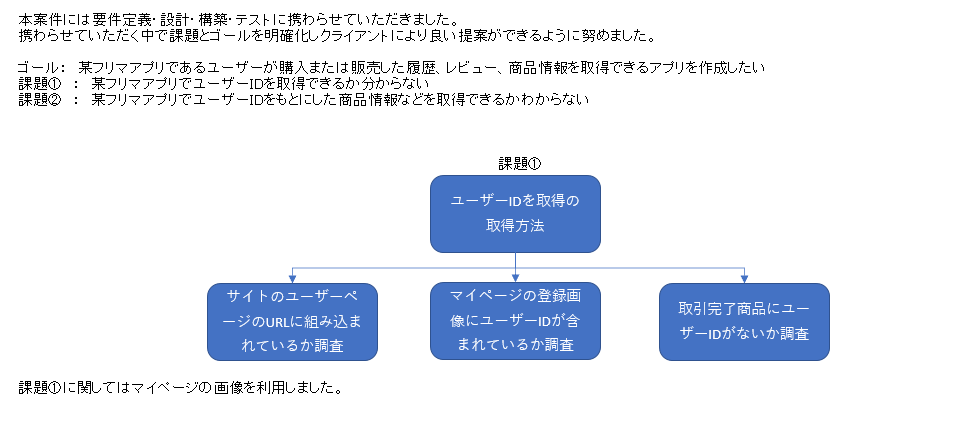 本案件には要件定義・設計・構築・テストに携わらせていただきました。
携わらせていただく中で課題とゴールを明確化しクライアントにより良い提案ができるように努めました。
ゴール： 某フリマアプリであるユーザーが購入または販売した履歴、レビュー、商品情報を取得できるアプリを作成したい
課題① ： 某フリマアプリでユーザーIDを取得できるか分からない
課題② ： 某フリマアプリでユーザーIDをもとにした商品情報などを取得できるかわからない
課題①
ユーザーIDを取得の
取得方法
サイトのユーザーペ
ージのURLに組み込ま
れているか調査
マイページの登録画
像にユーザーIDが含
まれているか調査
取引完了商品にユー
ザーIDがないか調査
課題①に関してはマイページの画像を利用しました。